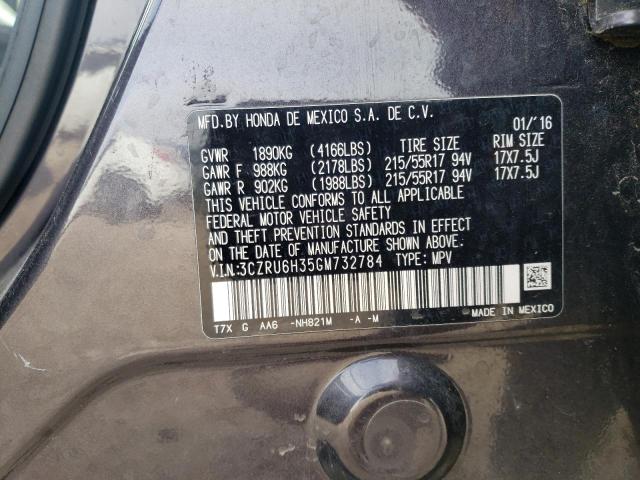 MFD.BY HONDA DE MEXICO S.A. DE C.V. 01/'16
GVWR 1890KG (4166LBS) TIRE SIZE RIM SIZE
GAWR F 988KG (2178LBS) 215/55R17 94V 17X7.5J
GAWR R 902KG (1988LBS) 215/55R17 94V 17X7.5J
THIS VEHICLE CONFORMS TO ALL APPLICABLE
FEDERAL MOTOR VEHICLE SAFETY
AND THEFT PREVENTION STANDARDS IN EFFECT
ON THE DATE OF MANUFACTURE SHOWN ABOVE.
V.I.N:3CZRU6H35GM732784 TYPE: MPV
T7X G AA6 -NH821M -A -M MADE IN MEXICO